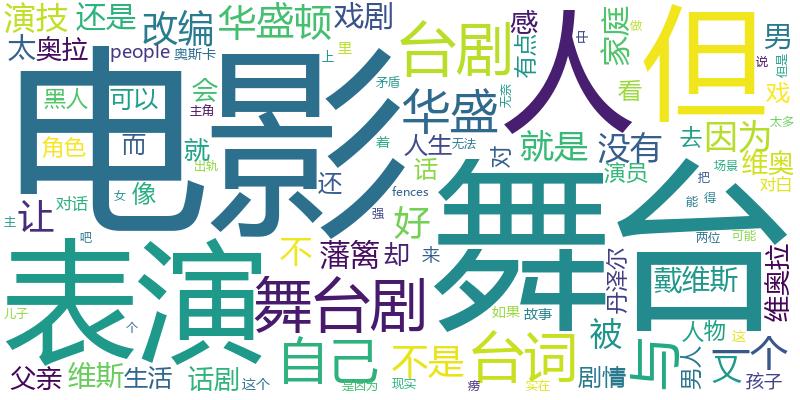 演技
还是
改编
华盛顿
戏剧
台剧
感
有点
中
家庭
但
男
太
奥拉
people
奥斯卡
上
里
矛盾
人
看
做
但是
说
戏
电影
黑人
可以
会
主角
华盛
无奈
就是
没有
去
因为
太多
角色
而
就
人生
无法
着
对
演员
场景
维奥
对白
出轨
还
话
fences
把
对话
女
像
让
好
强
舞台
能
得
主
吧
不
藩篱
却
来
两位
可能
表演
舞台剧
丹泽尔
戴维斯
维奥拉
儿子
个
自己
如果
故事
被
与
人物
这
一个
父亲
维斯
生活
话剧
这个
是因为
不是
现实
台词
痨
实在
剧情
男人
又
孩子